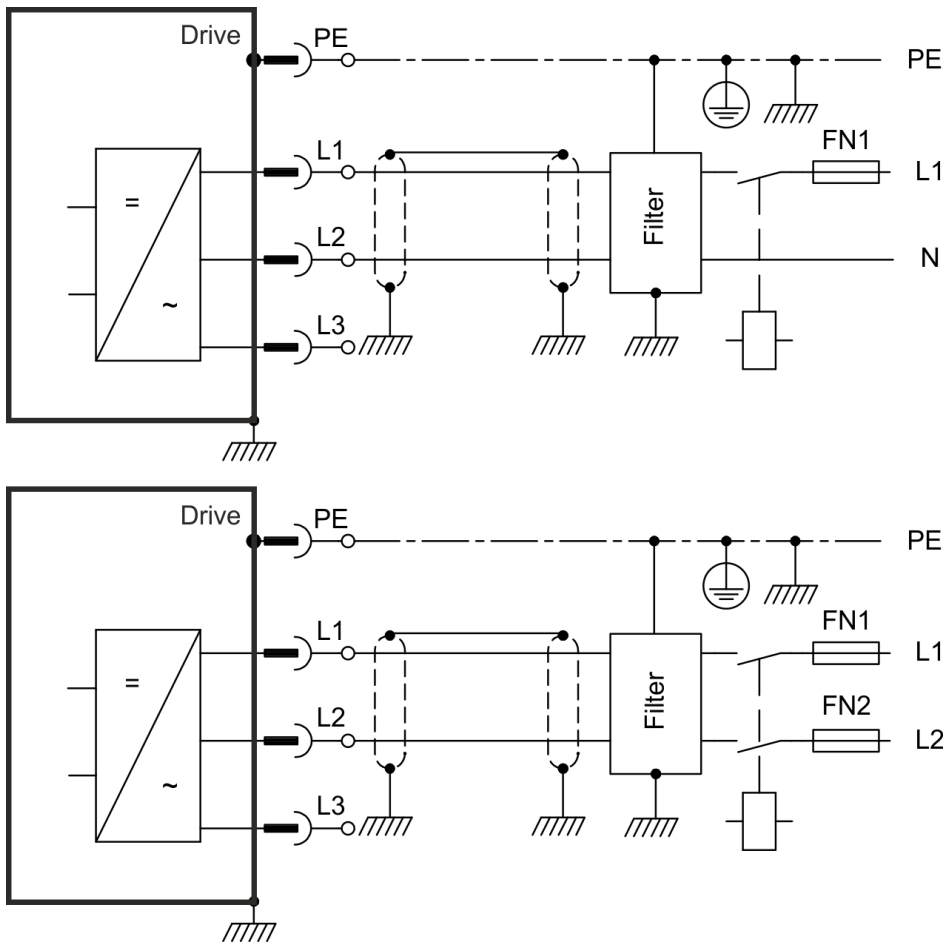 Drive
PE
PE
FN1
L1
L1
=
Filter
L2
N
~
L3
Drive
PE
PE
FN1
L1
L1
=
Filter
FN2
L2
L2
~
L3